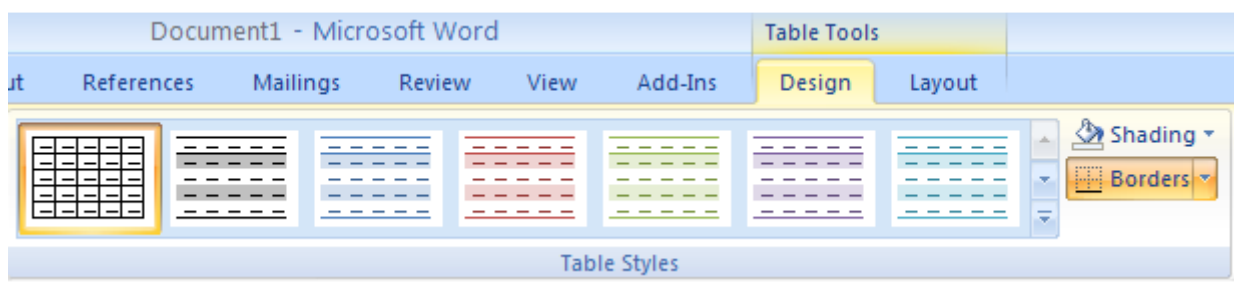 Document1 - Microsoft Word Table Tools
ut References Mailings Review View Add-Ins Design Layout
Shading
Borders
Table Styles